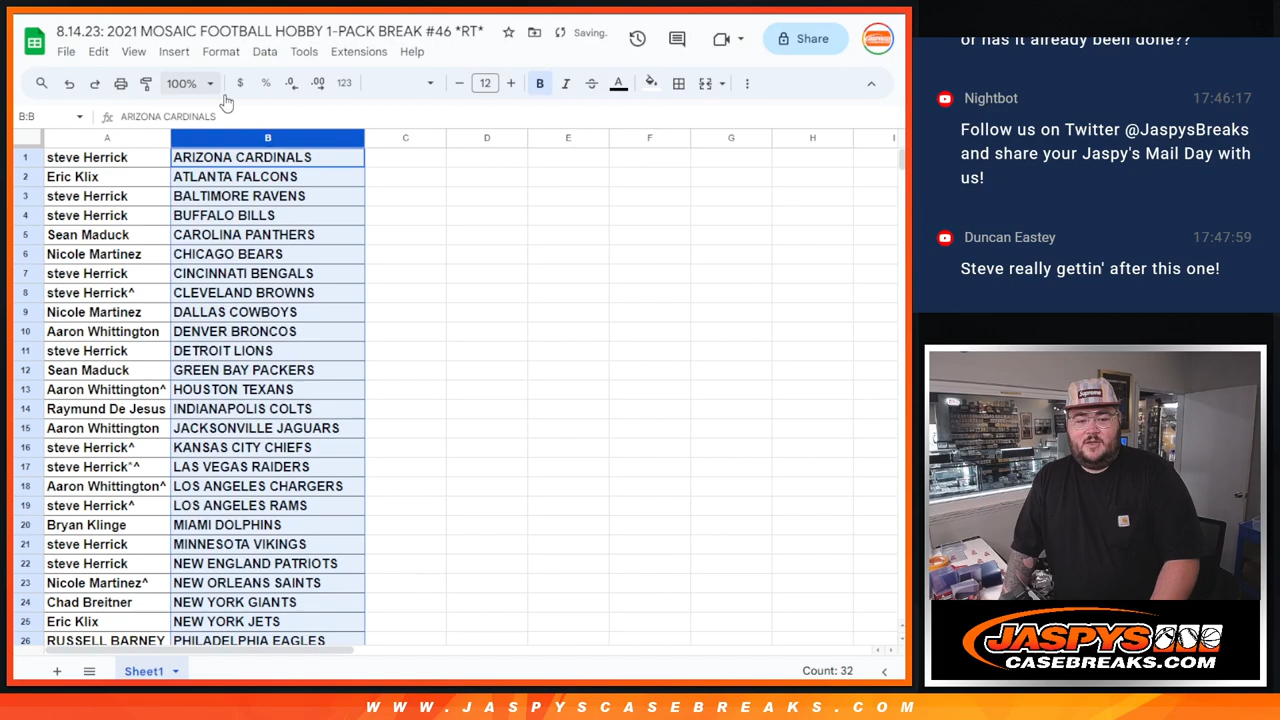 8.14.23: 2021 MOSAIC FOOTBALL HOBBY 1-PACK BREAK #46 *RT*
Saving.
Share
File Edit View Insert Format Data Tools Extensions Help
100% $ % .0 .00 123 12 B I S A
B:B fx ARIZONA CARDINALS
A B C D E F G H I
1 steve Herrick ARIZONA CARDINALS
2 Eric Klix ATLANTA FALCONS
3 steve Herrick BALTIMORE RAVENS
4 steve Herrick BUFFALO BILLS
5 Sean Maduck CAROLINA PANTHERS
6 Nicole Martinez CHICAGO BEARS
7 steve Herrick CINCINNATI BENGALS
8 steve Herrick^ CLEVELAND BROWNS
9 Nicole Martinez DALLAS COWBOYS
10 Aaron Whittington DENVER BRONCOS
11 steve Herrick DETROIT LIONS
12 Sean Maduck GREEN BAY PACKERS
13 Aaron Whittington^ HOUSTON TEXANS
14 Raymund De Jesus INDIANAPOLIS COLTS
15 Aaron Whittington JACKSONVILLE JAGUARS
16 steve Herrick^ KANSAS CITY CHIEFS
17 steve Herrick^^ LAS VEGAS RAIDERS
18 Aaron Whittington^ LOS ANGELES CHARGERS
19 steve Herrick^ LOS ANGELES RAMS
20 Bryan Klinge MIAMI DOLPHINS
21 steve Herrick MINNESOTA VIKINGS
22 steve Herrick NEW ENGLAND PATRIOTS
23 Nicole Martinez^ NEW ORLEANS SAINTS
24 Chad Breitner NEW YORK GIANTS
25 Eric Klix NEW YORK JETS
26 RUSSELL BARNEY PHILADELPHIA EAGLES
Sheet1
Count: 32
or has it already been done??
Nightbot 17:46:17
Follow us on Twitter @JaspysBreaks
and share your Jaspy's Mail Day with
us!
Duncan Eastey 17:47:59
Steve really gettin' after this one!
Supreme
JASPYS
CASEBREAKS.COM
WWW.JASPYSCASEBREAKS.COM